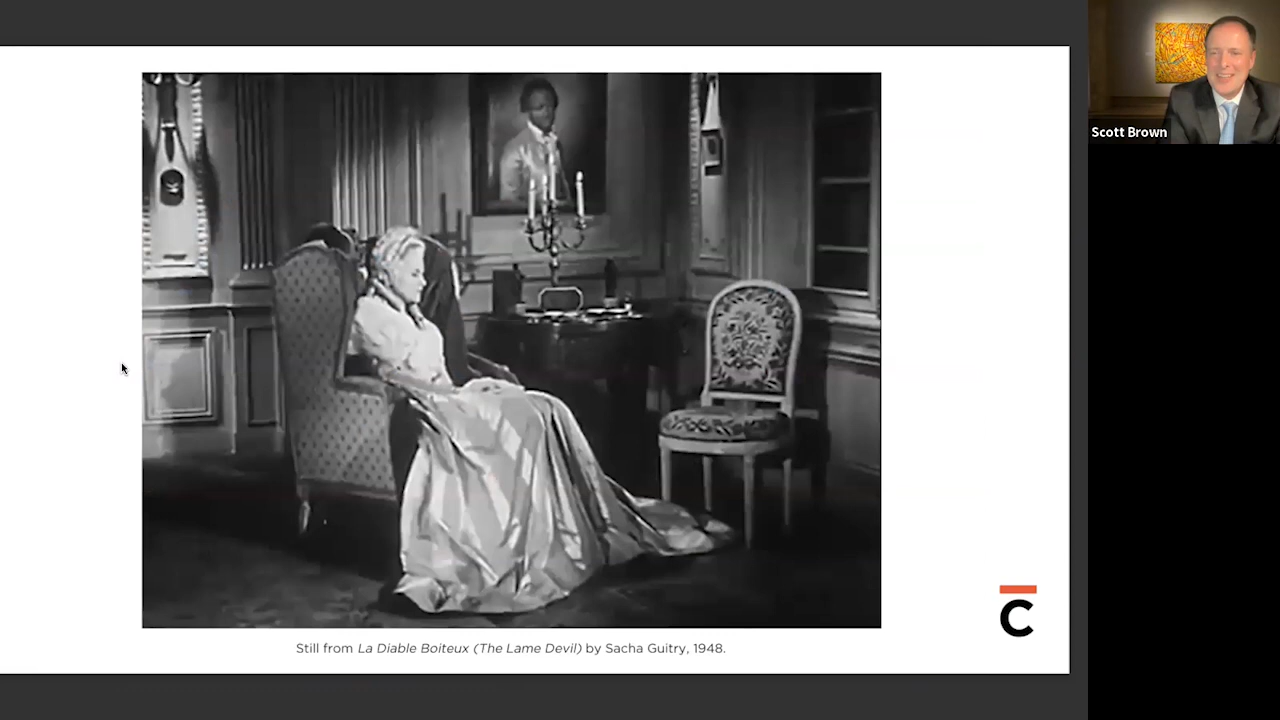 Scott Brown
C
Still from La Diable Boiteux (The Lame Devil) by Sacha Guitry, 1948.